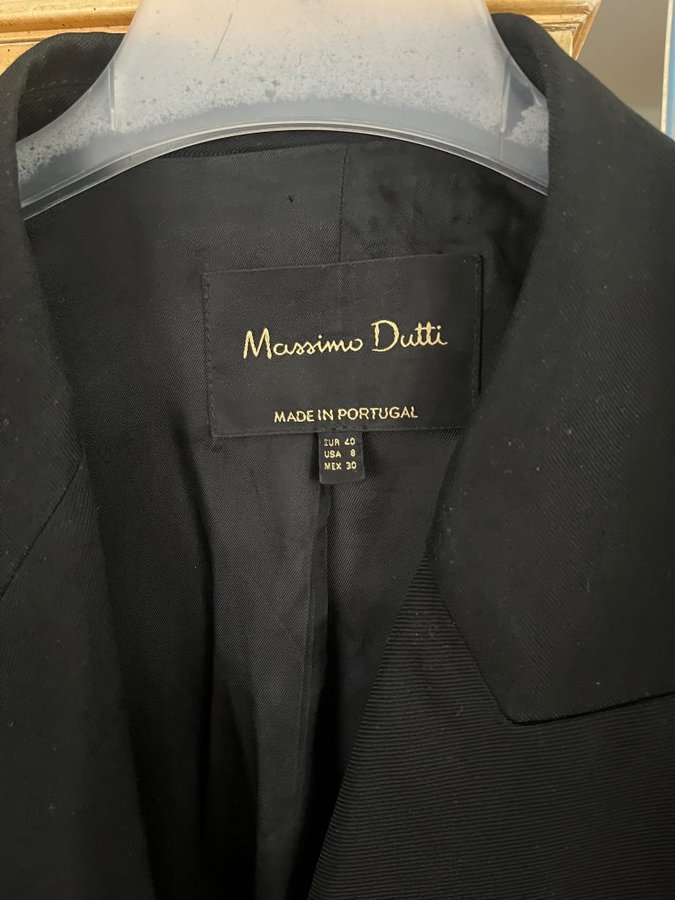 Massimo Dutti
MADE IN PORTUGAL
EUR 40
USA 8
MEX 30